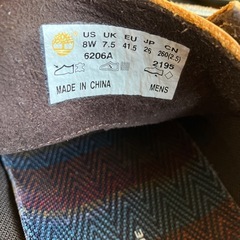 US UK EU JP CN
8W 7.5 41.5 26 260(2.5)
6206A 2195
MADE IN CHINA MENS